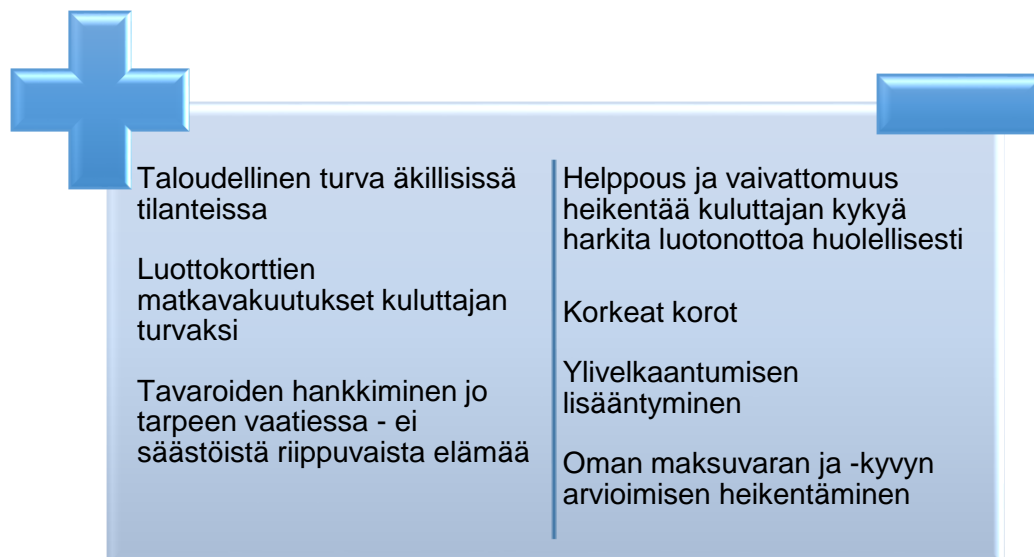 Taloudellinen turva äkillisissä
tilanteissa
Luottokorttien
matkavakuutukset kuluttajan
turvaksi
Tavaroiden hankkiminen jo
tarpeen vaatiessa - ei
säästöistä riippuvaista elämää
Helppous ja vaivattomuus
heikentää kuluttajan kykyä
harkita luotonottoa huolellisesti
Korkeat korot
Ylivelkaantumisen
lisääntyminen
Oman maksuvaran ja -kyvyn
arvioimisen heikentäminen